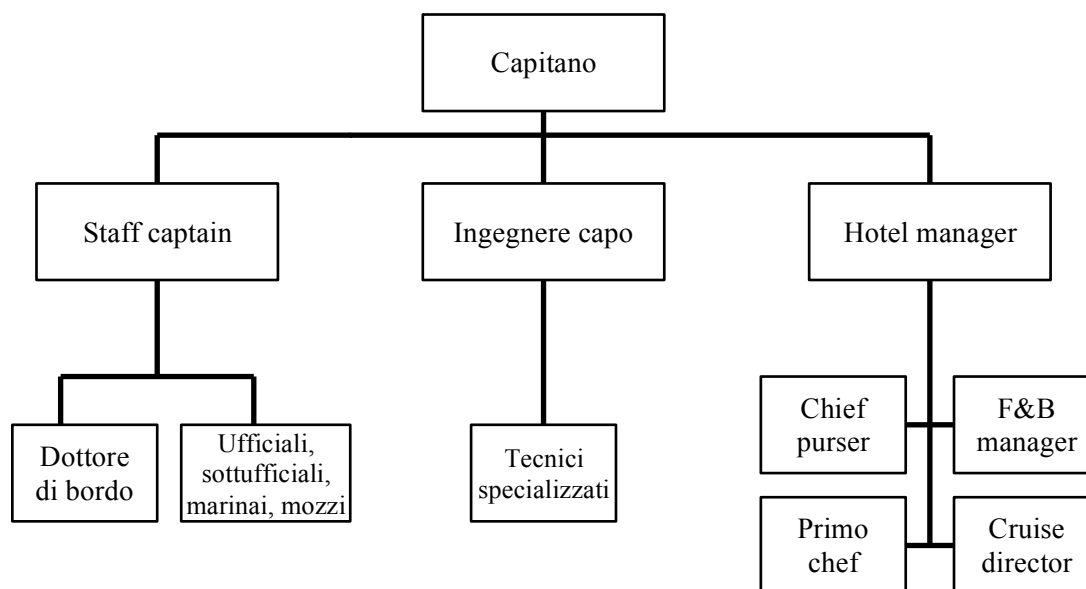 Capitano
Staff captain
Ingegnere capo
Hotel manager
Dottore
di bordo
Ufficiali,
sottufficiali,
marinai, mozzi
Tecnici
specializzati
Chief
purser
F&B
manager
Primo
chef
Cruise
director